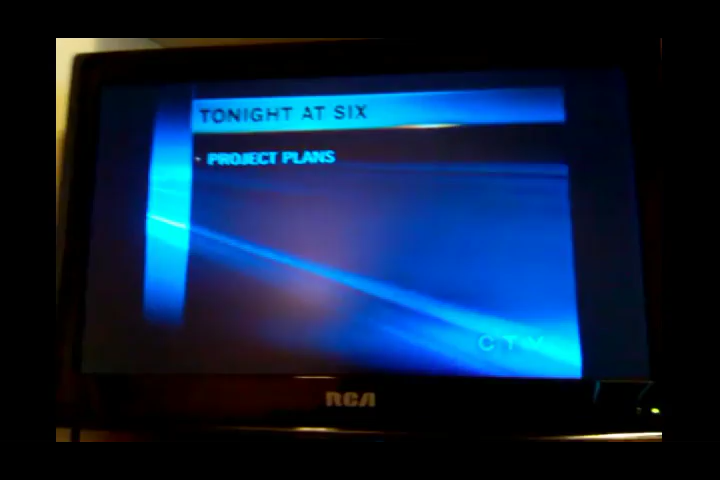 TONIGHT AT SIX
- PROJECT PLANS
CTV
RCA